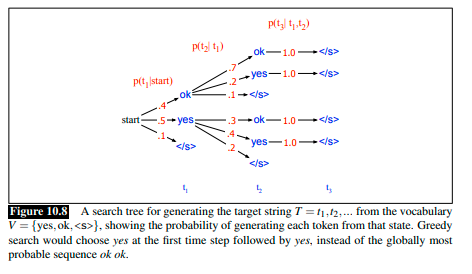 p(t₃| t₁,t₂)
p(t₂| t₁)
ok 1.0 </s>
.7
p(t₁|start)
.2 yes 1.0 </s>
ok .1 </s>
.4
start .5 yes .3 ok 1.0 </s>
.1 .4 yes 1.0 </s>
</s> .2
</s>
t₁ t₂ t₃
Figure 10.8 A search tree for generating the target string T = t₁,t₂,... from the vocabulary
V = {yes,ok,<s>}, showing the probability of generating each token from that state. Greedy
search would choose yes at the first time step followed by yes, instead of the globally most
probable sequence ok ok.